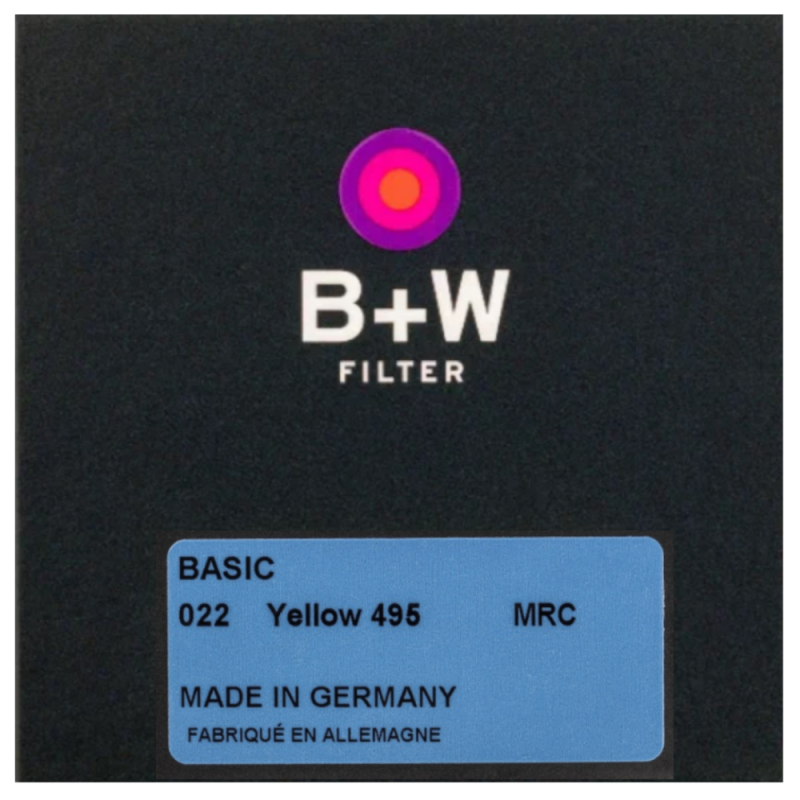 B+W
FILTER
BASIC
022 Yellow 495 MRC
MADE IN GERMANY
FABRIQUÉ EN ALLEMAGNE